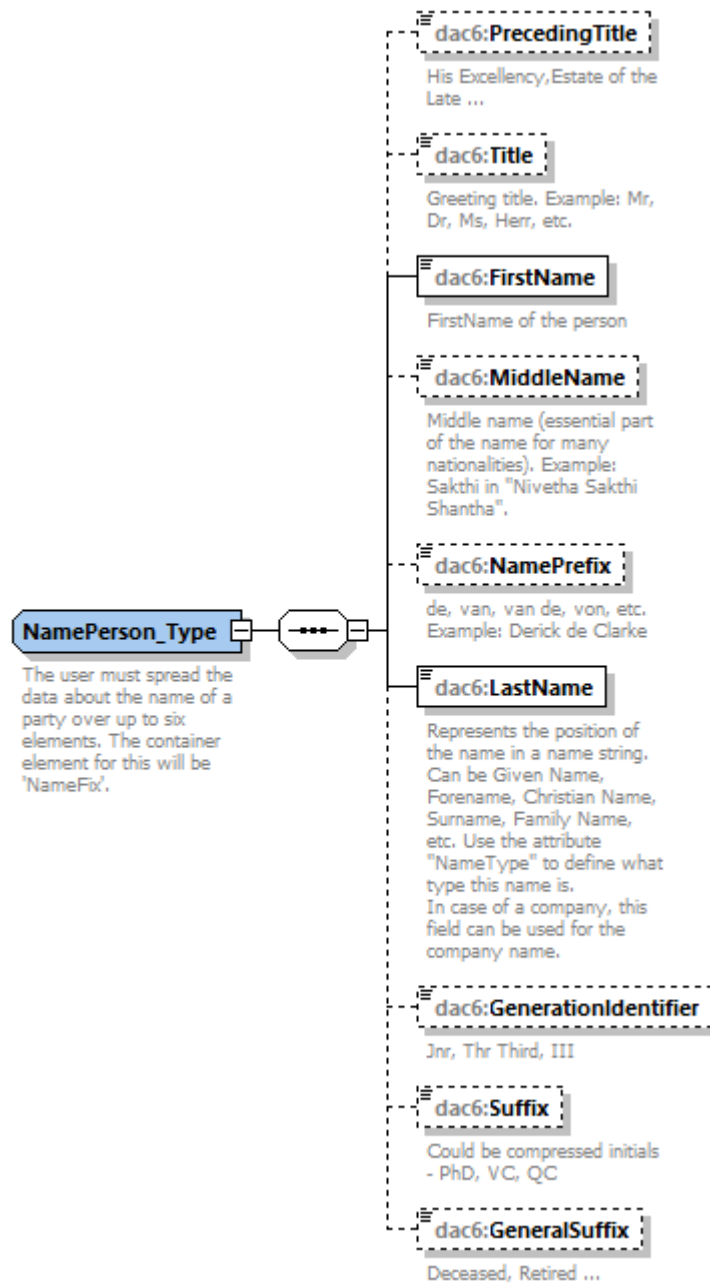 dac6:PrecedingTitle
His Excellency,Estate of the
Late ...
dac6:Title
Greeting title. Example: Mr,
Dr, Ms, Herr, etc.
dac6:FirstName
FirstName of the person
dac6:MiddleName
Middle name (essential part
of the name for many
nationalities). Example:
Sakthi in "Nivetha Sakthi
Shantha".
dac6:NamePrefix
de, van, van de, von, etc.
Example: Derick de Clarke
NamePerson_Type
The user must spread the
data about the name of a
party over up to six
elements. The container
element for this will be
'NameFix'.
dac6:LastName
Represents the position of
the name in a name string.
Can be Given Name,
Forename, Christian Name,
Surname, Family Name,
etc. Use the attribute
"NameType" to define what
type this name is.
In case of a company, this
field can be used for the
company name.
dac6:GenerationIdentifier
Jnr, Thr Third, III
dac6:Suffix
Could be compressed initials
- PhD, VC, QC
dac6:GeneralSuffix
Deceased, Retired ...